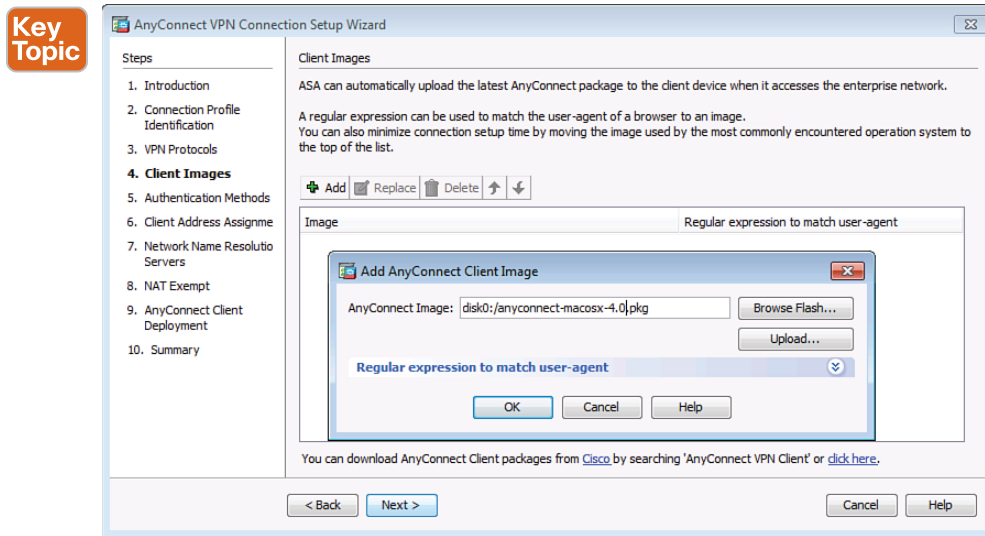 Key
Topic
AnyConnect VPN Connection Setup Wizard
Steps
1. Introduction
2. Connection Profile
Identification
3. VPN Protocols
4. Client Images
5. Authentication Methods
6. Client Address Assignme
7. Network Name Resolutio
Servers
8. NAT Exempt
9. AnyConnect Client
Deployment
10. Summary
Client Images
ASA can automatically upload the latest AnyConnect package to the client device when it accesses the enterprise network.
A regular expression can be used to match the user-agent of a browser to an image.
You can also minimize connection setup time by moving the image used by the most commonly encountered operation system to
the top of the list.
Add Replace Delete
Image Regular expression to match user-agent
Add AnyConnect Client Image
AnyConnect Image: disk0:/anyconnect-macosx-4.0.pkg Browse Flash...
Upload...
Regular expression to match user-agent
OK Cancel Help
You can download AnyConnect Client packages from Cisco by searching 'AnyConnect VPN Client' or click here.
< Back Next > Cancel Help